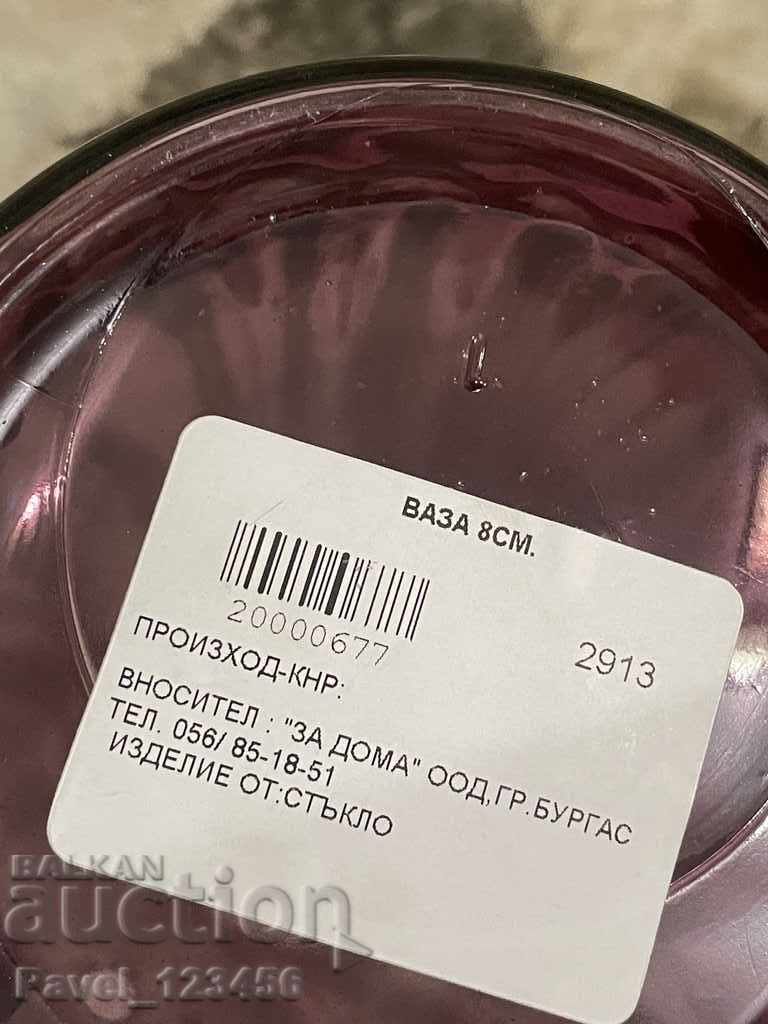 ВАЗА 8СМ.
20000677
2913
ПРОИЗХОД-КНР:
ВНОСИТЕЛ : "ЗА ДОМА" ООД,ГР.БУРГАС
ТЕЛ. 056/ 85-18-51
ИЗДЕЛИЕ ОТ:СТЪКЛО
BALKAN
auction
Pavel_123456